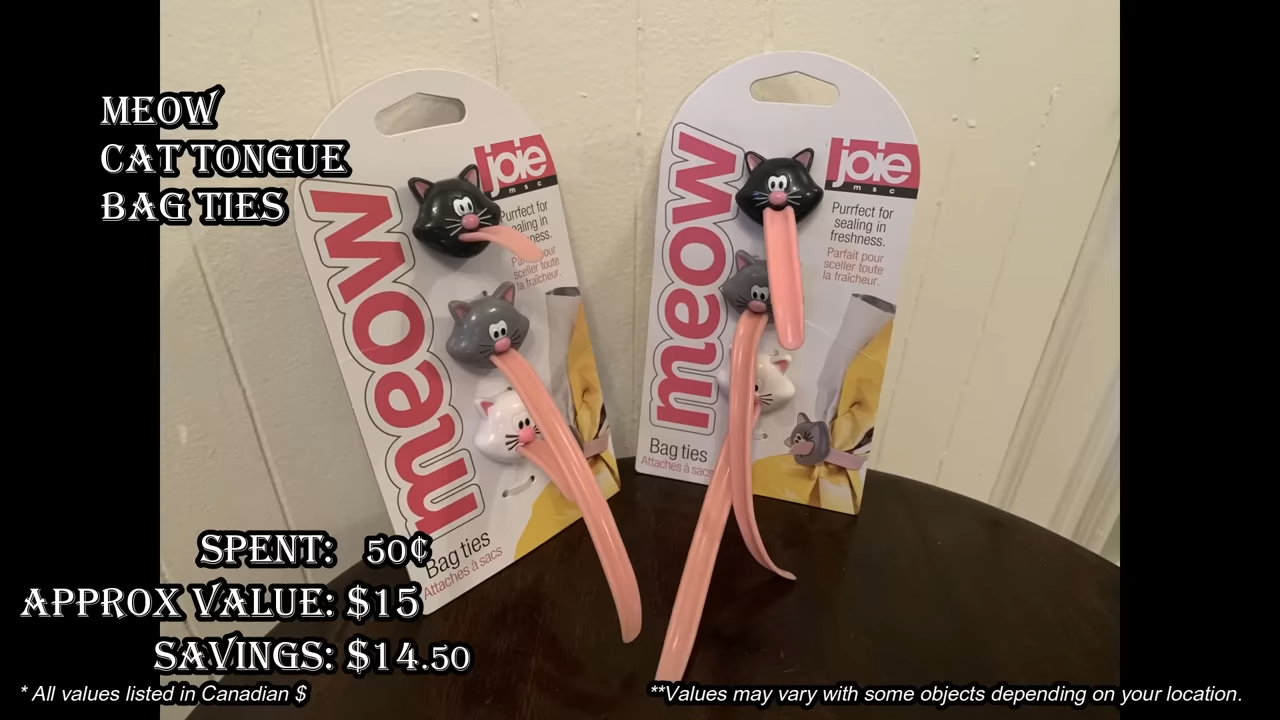 MEOW
CAT TONGUE
BAG TIES
joie
msc
meow
Purrfect for
sealing in
freshness.
Parfait pour
sceller toute
la fraîcheur.
Bag ties
Attaches à sacs
joie
msc
meow
Purrfect for
sealing in
freshness.
Parfait pour
sceller toute
la fraîcheur.
Bag ties
Attaches à sacs
SPENT: 50¢
APPROX VALUE: $15
SAVINGS: $14.50
* All values listed in Canadian $
**Values may vary with some objects depending on your location.